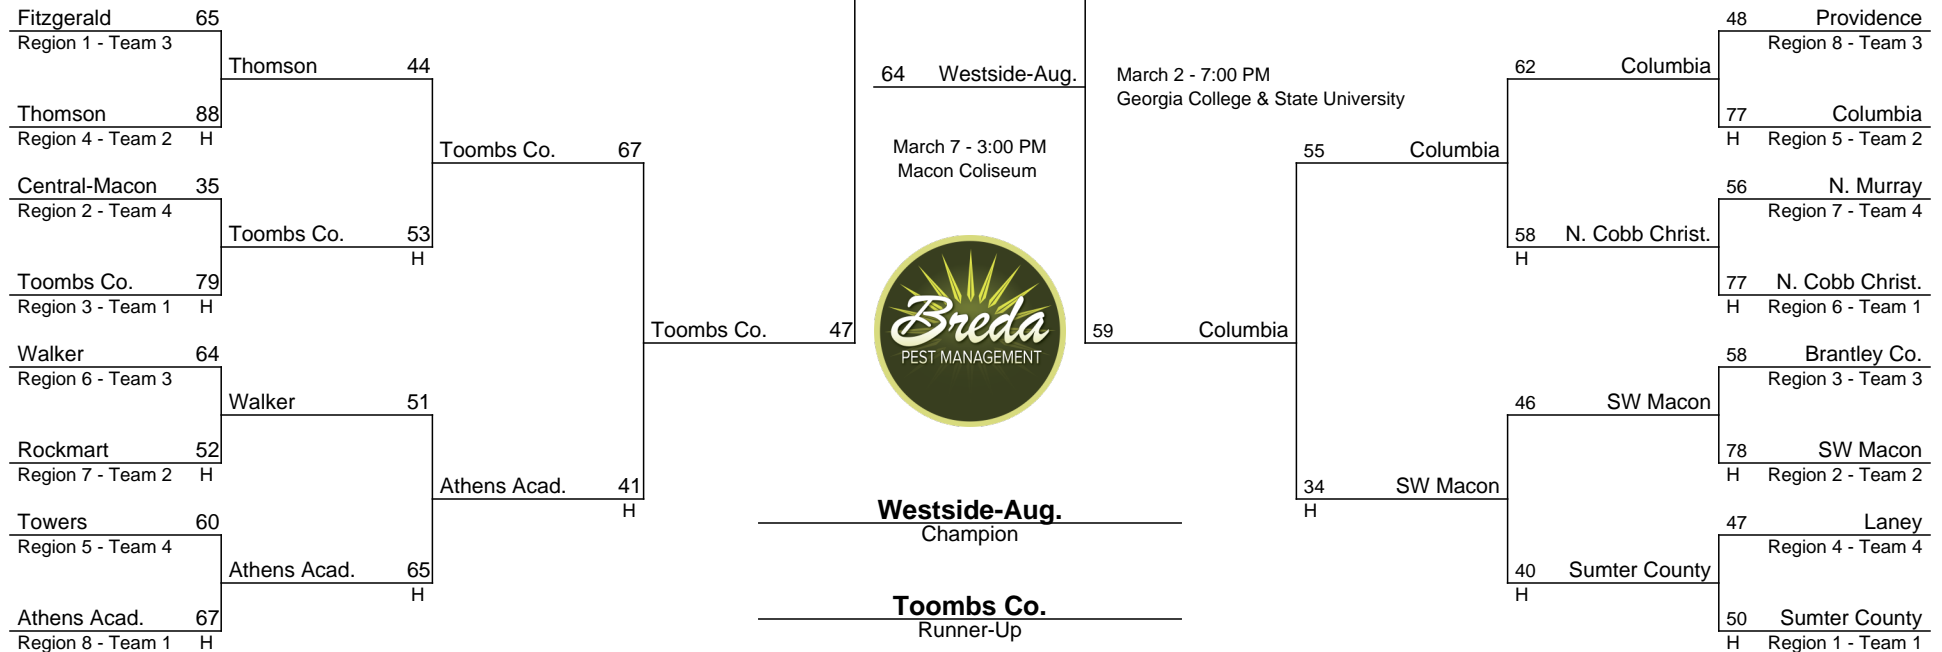 Fitzgerald 65
Region 1 - Team 3
Thomson 44
Thomson 88
Region 4 - Team 2 H
Toombs Co. 67
Central-Macon 35
Region 2 - Team 4
Toombs Co. 53
H
Toombs Co. 79
Region 3 - Team 1 H
Toombs Co. 47
Walker 64
Region 6 - Team 3
Walker 51
Rockmart 52
Region 7 - Team 2 H
Athens Acad. 41
H
Towers 60
Region 5 - Team 4
Athens Acad. 65
H
Athens Acad. 67
Region 8 - Team 1 H
64 Westside-Aug.
March 7 - 3:00 PM
Macon Coliseum
Breda
PEST MANAGEMENT
Westside-Aug.
Champion
Toombs Co.
Runner-Up
March 2 - 7:00 PM
Georgia College & State University
48 Providence
Region 8 - Team 3
62 Columbia
77 Columbia
H Region 5 - Team 2
55 Columbia
56 N. Murray
Region 7 - Team 4
58 N. Cobb Christ.
H
77 N. Cobb Christ.
H Region 6 - Team 1
59 Columbia
58 Brantley Co.
Region 3 - Team 3
46 SW Macon
78 SW Macon
H Region 2 - Team 2
34 SW Macon
H
47 Laney
Region 4 - Team 4
40 Sumter County
H
50 Sumter County
H Region 1 - Team 1